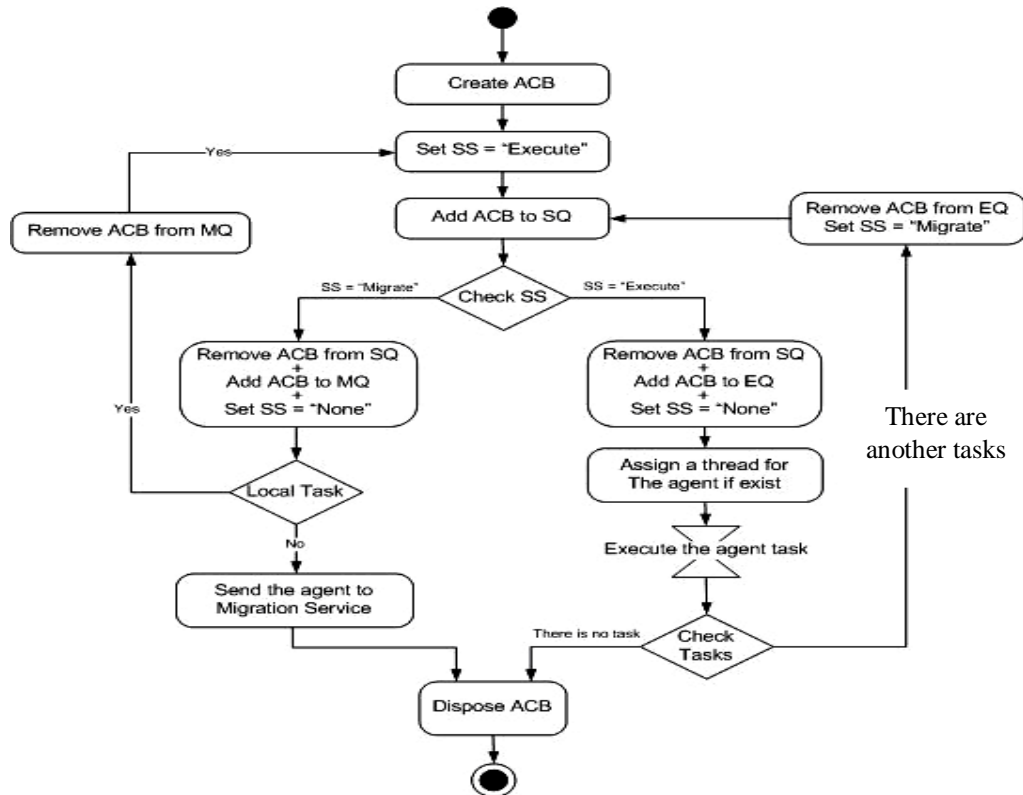 Create ACB
Set SS = “Execute”
Yes
Add ACB to SQ
Remove ACB from EQ
Set SS = “Migrate”
Remove ACB from MQ
Check SS
SS = “Migrate”
SS = “Execute”
Remove ACB from SQ
+
Add ACB to MQ
+
Set SS = “None”
Remove ACB from SQ
+
Add ACB to EQ
+
Set SS = “None”
Yes
There are
another tasks
Assign a thread for
The agent if exist
Local Task
No
Execute the agent task
Send the agent to
Migration Service
There is no task
Check
Tasks
Dispose ACB